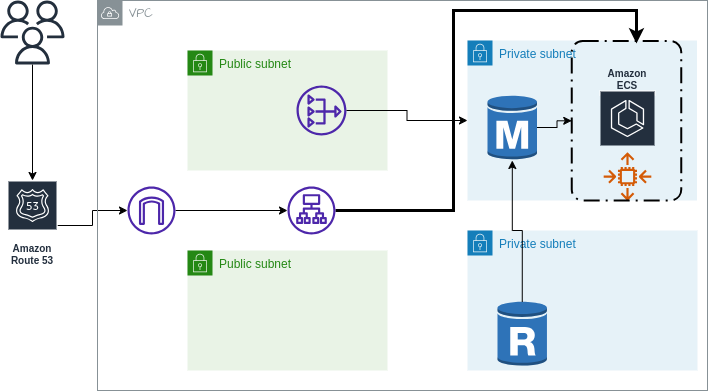 VPC
Public subnet
Private subnet
Amazon
ECS
M
53
Amazon
Route 53
Public subnet
Private subnet
R